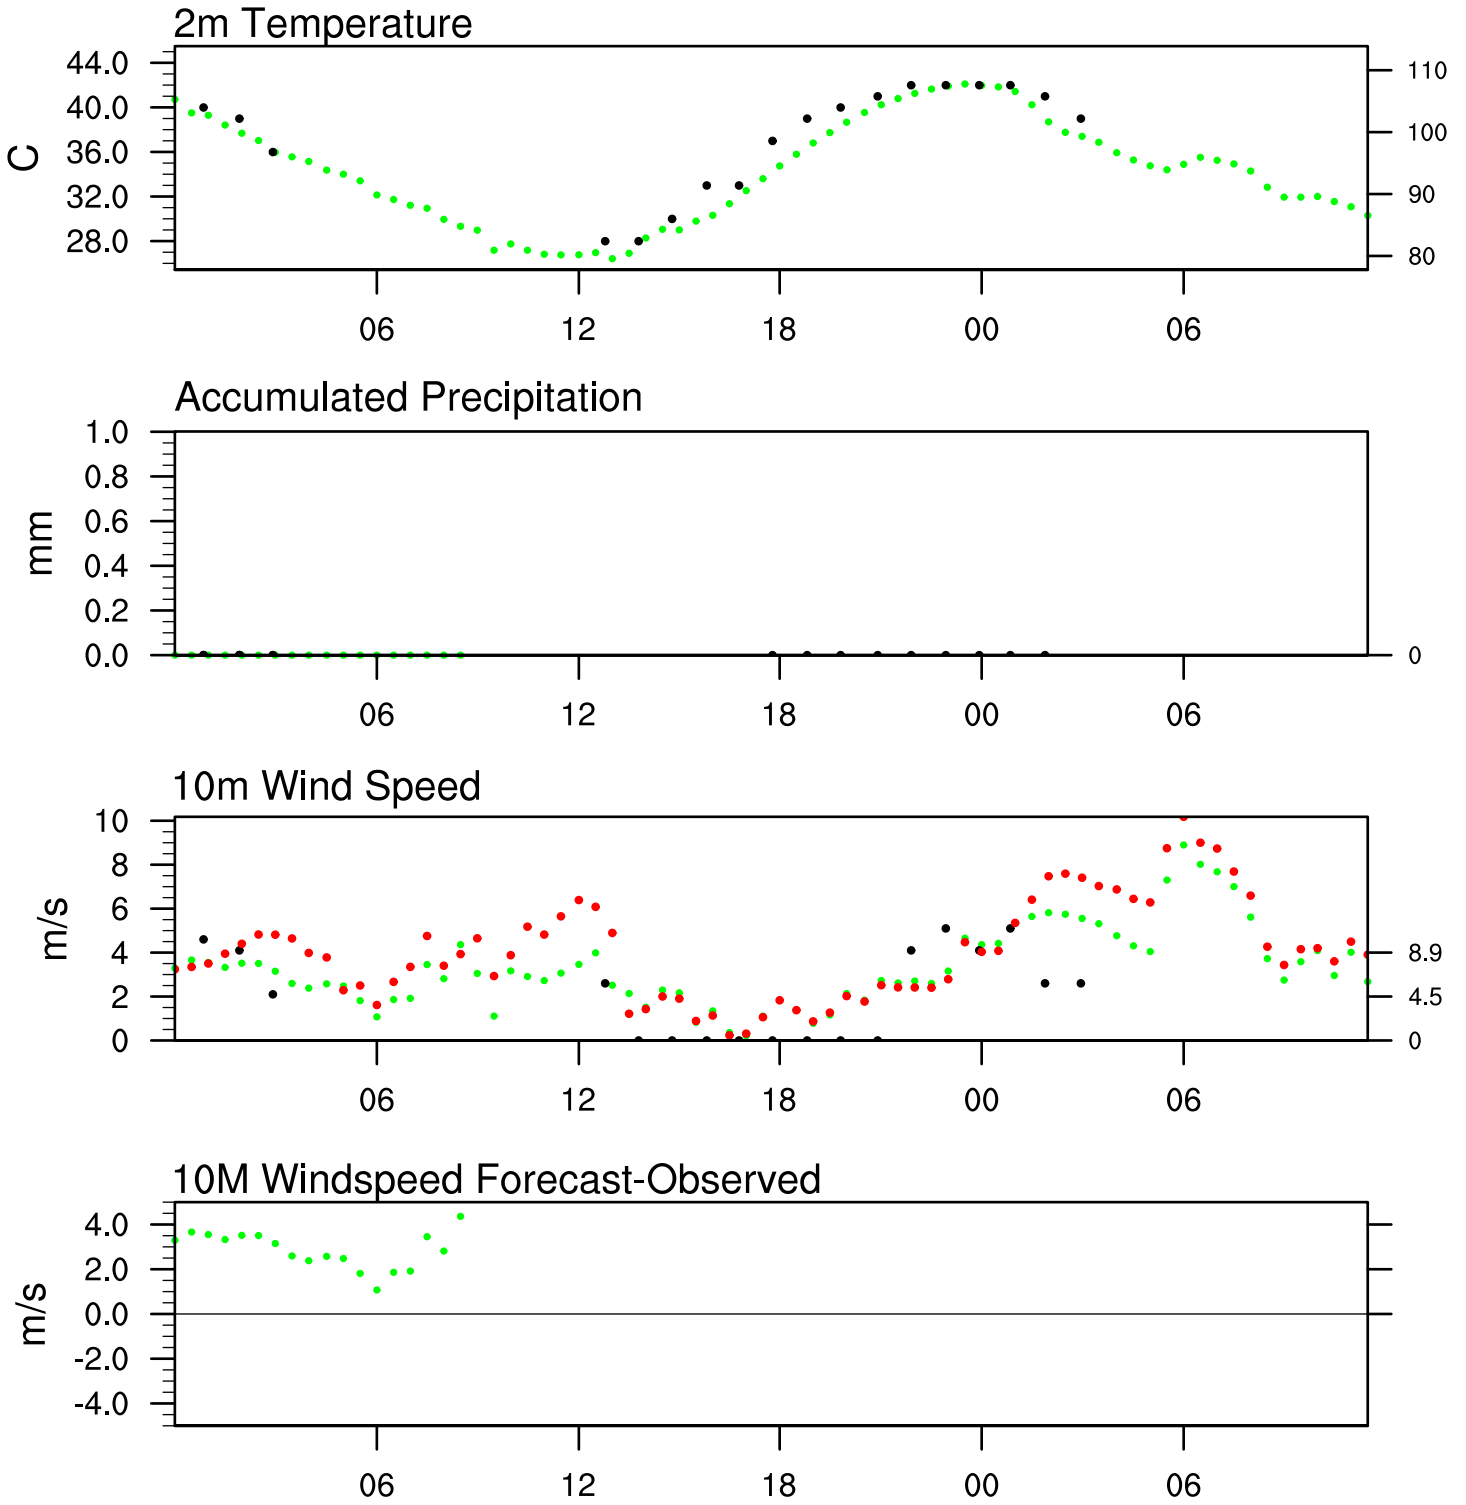 2m Temperature
44.0
40.0
36.0
32.0
28.0
C
110
100
90
80
06 12 18 00 06
Accumulated Precipitation
1.0
0.8
0.6
0.4
0.2
0.0
mm
0
06 12 18 00 06
10m Wind Speed
10
8
6
4
2
0
m/s
8.9
4.5
0
06 12 18 00 06
10M Windspeed Forecast-Observed
4.0
2.0
0.0
-2.0
-4.0
m/s
06 12 18 00 06